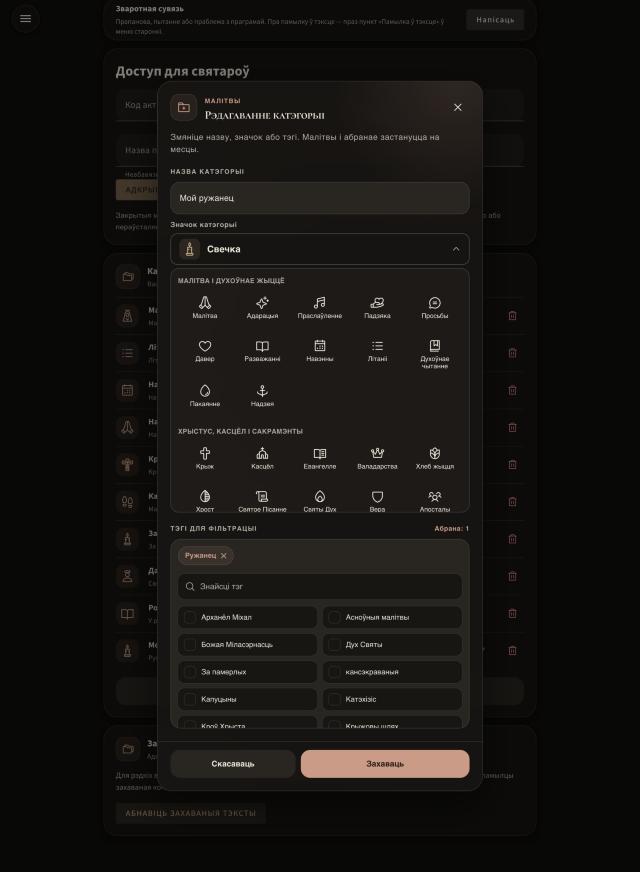 Зваротная сувязь
Прапанова, пытанне або праблема з праграмай. Пра памылку ў тэксце — праз пункт «Памылка ў тэксце» ў
меню старонкі.
Напісаць
Доступ для святароў
МАЛІТВЫ
Рэдагаванне катэгорыі
Змяніце назву, значок або тэгі. Малітвы і абранае застануцца на
месцы.
НАЗВА КАТЭГОРЫІ
Мой ружанец
Значок катэгорыі
Свечка
МАЛІТВА І ДУХОЎНАЕ ЖЫЦЦЁ
Малітва Адарацыя Праслаўленне Падзяка Просьбы
Давер Разважанні Навэнны Літаніі Духоўнае
чытанне
Пакаянне Надзея
ХРЫСТУС, КАСЦЁЛ І САКРАМЭНТЫ
Крыж Касцёл Евангелле Валадарства Хлеб жыцця
Хрост Святое Пісанне Святы Дух Вера Апосталы
ТЭГІ ДЛЯ ФІЛЬТРАЦЫІ Абрана: 1
Ружанец
Знайсці тэг
Арханёл Міхал Асноўныя малітвы
Божая Міласэрнасць Дух Святы
За памерлых кансэкраваныя
Капуцыны Катэхізіс
Кроў Хрыста Крыжовы шлях
Скасаваць Захаваць
АБНАВІЦЬ ЗАХАВАНЫЯ ТЭКСТЫ